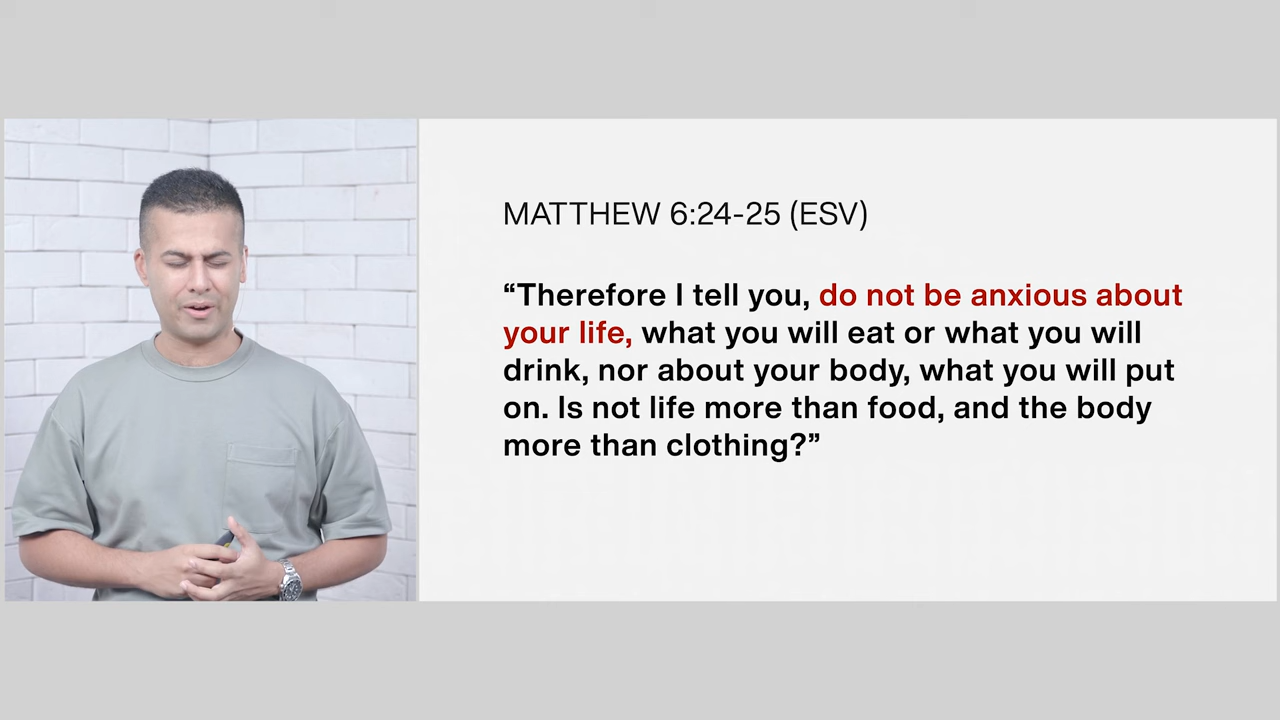 MATTHEW 6:24-25 (ESV)
“Therefore I tell you, do not be anxious about
your life, what you will eat or what you will
drink, nor about your body, what you will put
on. Is not life more than food, and the body
more than clothing?”